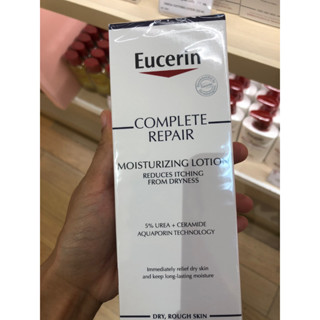 Eucerin
COMPLETE
REPAIR
MOISTURIZING LOTION
REDUCES ITCHING
FROM DRYNESS
5% UREA + CERAMIDE
AQUAPORIN TECHNOLOGY
Immediately relief dry skin
and keep long lasting moisture
DRY, ROUGH SKIN